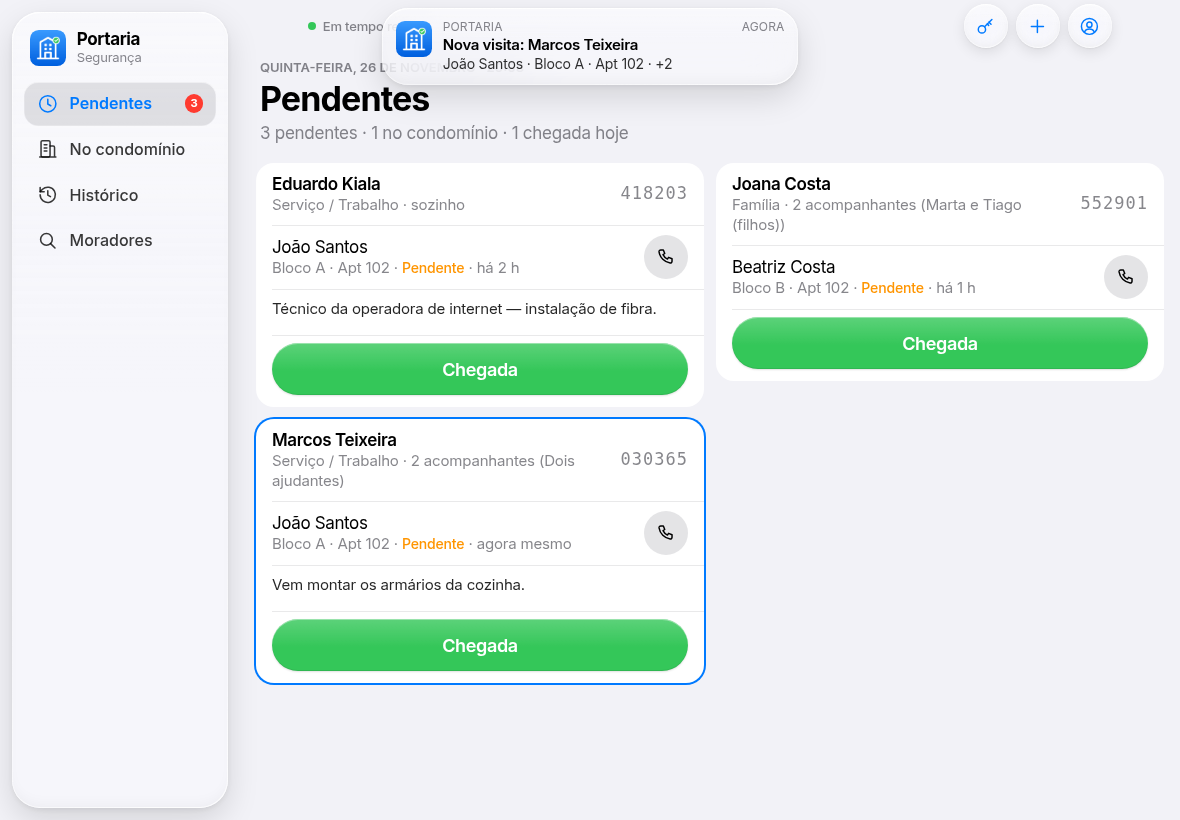 Portaria
Segurança
Pendentes
3
No condomínio
Histórico
Moradores
Em tempo
PORTARIA
AGORA
Nova visita: Marcos Teixeira
João Santos · Bloco A · Apt 102 · +2
QUINTA-FEIRA, 26 DE NOVEMBRO
Pendentes
3 pendentes · 1 no condomínio · 1 chegada hoje
Eduardo Kiala
Serviço / Trabalho · sozinho
418203
João Santos
Bloco A · Apt 102 · Pendente · há 2 h
Técnico da operadora de internet — instalação de fibra.
Chegada
Joana Costa
Família · 2 acompanhantes (Marta e Tiago
(filhos))
552901
Beatriz Costa
Bloco B · Apt 102 · Pendente · há 1 h
Chegada
Marcos Teixeira
Serviço / Trabalho · 2 acompanhantes (Dois
ajudantes)
030365
João Santos
Bloco A · Apt 102 · Pendente · agora mesmo
Vem montar os armários da cozinha.
Chegada